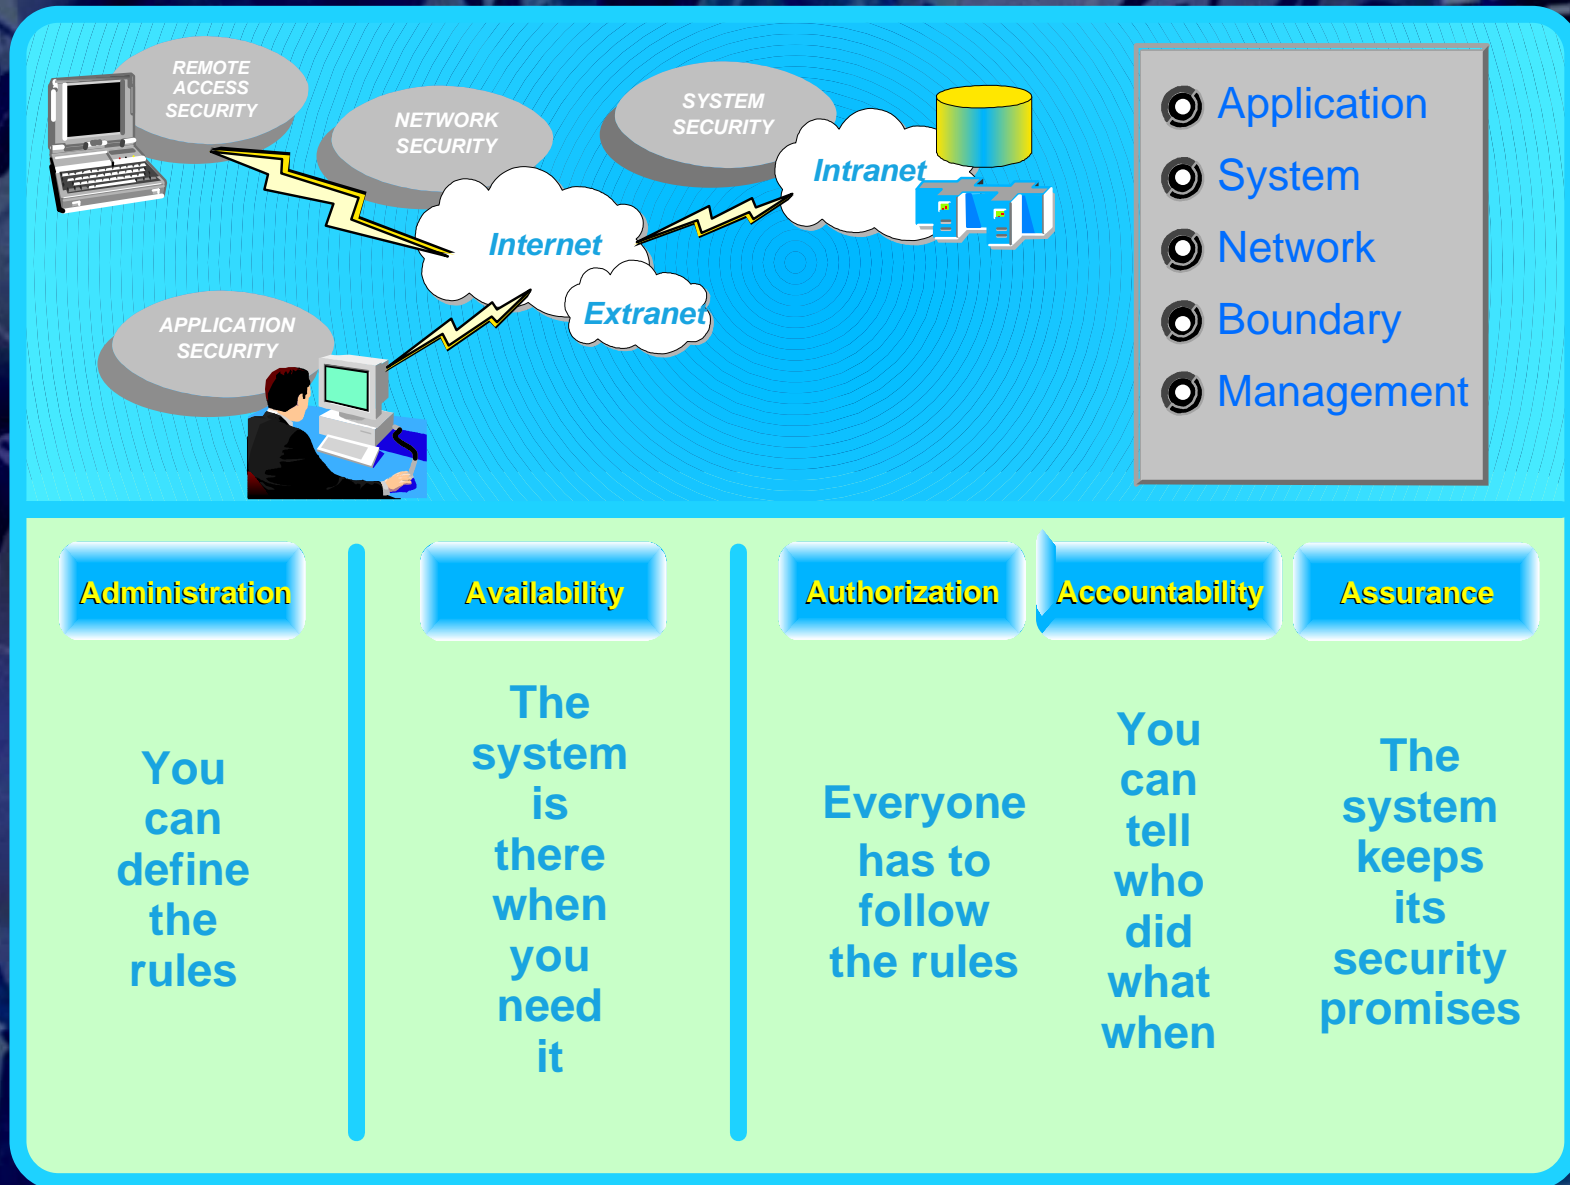 REMOTE
ACCESS
SECURITY
NETWORK
SECURITY
SYSTEM
SECURITY
Intranet
Internet
Extranet
APPLICATION
SECURITY
Application
System
Network
Boundary
Management
Administration
You
can
define
the
rules
Availability
The
system
is
there
when
you
need
it
Authorization
Everyone
has to
follow
the rules
Accountability
You
can
tell
who
did
what
when
Assurance
The
system
keeps
its
security
promises